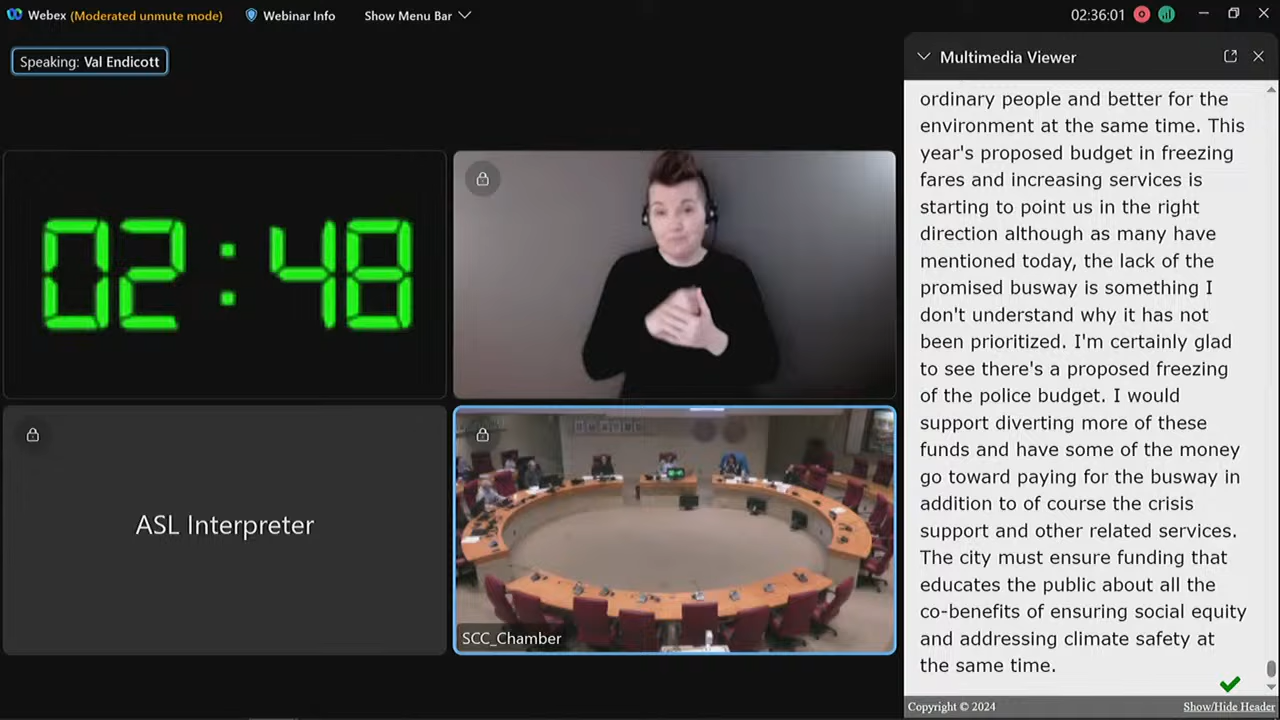 Webex (Moderated unmute mode) Webinar Info Show Menu Bar 02:36:01
Speaking: Val Endicott
02:48
ASL Interpreter
SCC_Chamber
Multimedia Viewer
ordinary people and better for the
environment at the same time. This
year's proposed budget in freezing
fares and increasing services is
starting to point us in the right
direction although as many have
mentioned today, the lack of the
promised busway is something I
don't understand why it has not
been prioritized. I'm certainly glad
to see there's a proposed freezing
of the police budget. I would
support diverting more of these
funds and have some of the money
go toward paying for the busway in
addition to of course the crisis
support and other related services.
The city must ensure funding that
educates the public about all the
co-benefits of ensuring social equity
and addressing climate safety at
the same time.
Copyright © 2024 Show/Hide Header